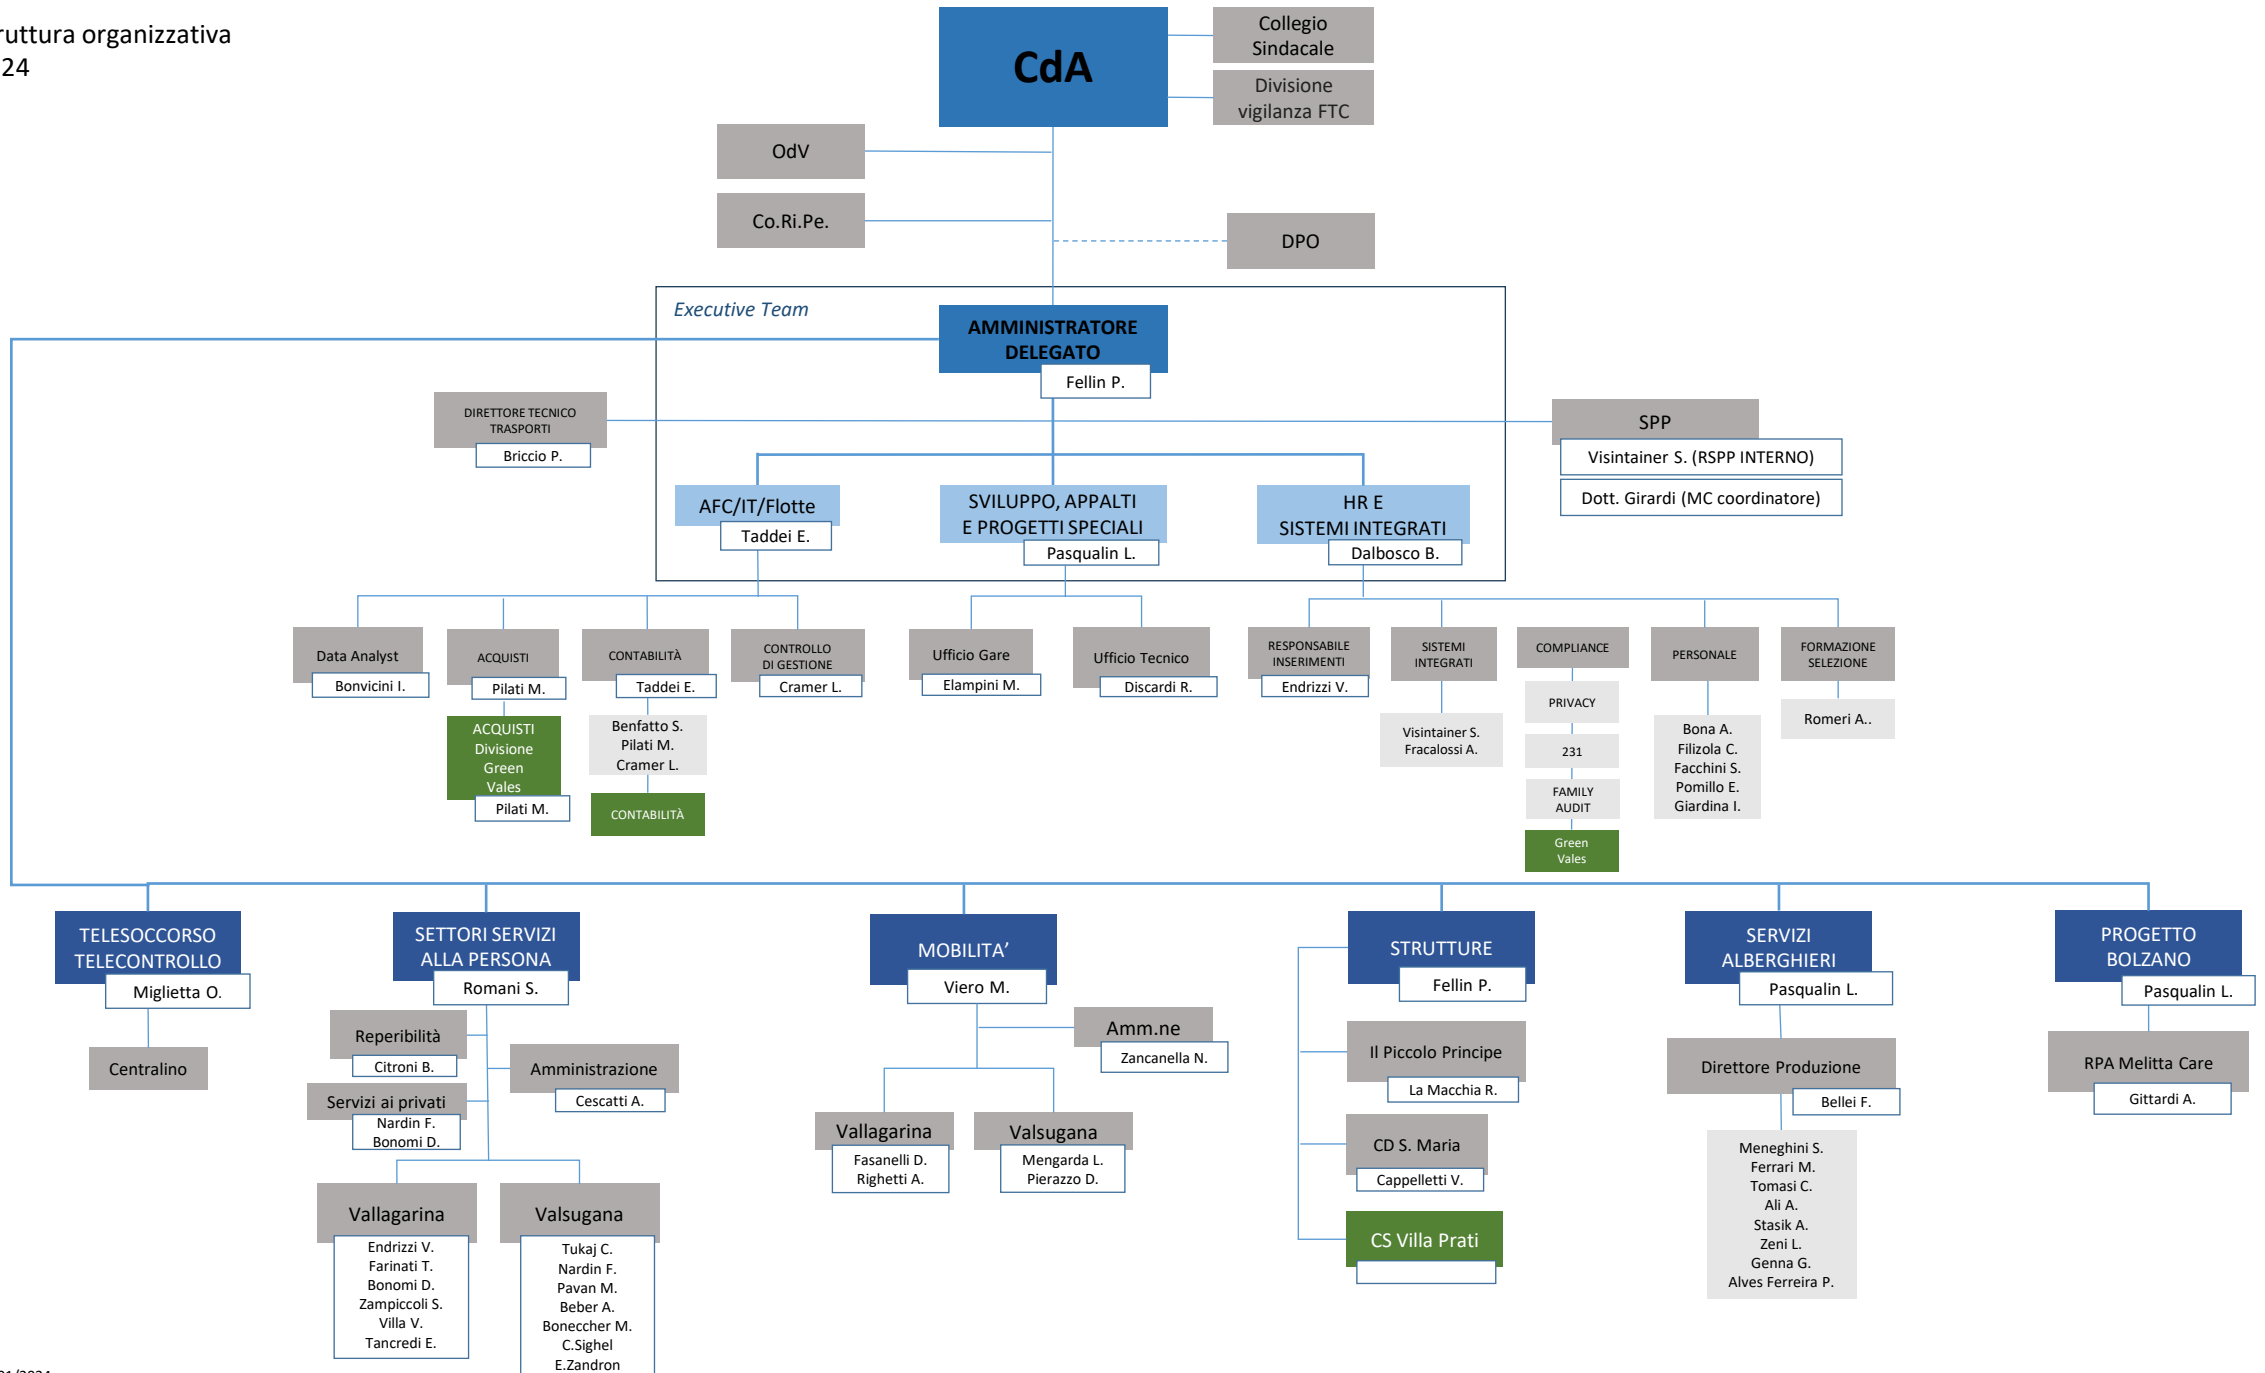 ruttura organizzativa
24
CdA
Collegio
Sindacale
Divisione
vigilanza FTC
OdV
Co.Ri.Pe.
DPO
Executive Team
AMMINISTRATORE
DELEGATO
Fellin P.
DIRETTORE TECNICO
TRASPORTI
Briccio P.
SPP
Visintainer S. (RSPP INTERNO)
Dott. Girardi (MC coordinatore)
AFC/IT/Flotte
Taddei E.
SVILUPPO, APPALTI
E PROGETTI SPECIALI
Pasqualin L.
HR E
SISTEMI INTEGRATI
Dalbosco B.
Data Analyst
Bonvicini I.
ACQUISTI
Pilati M.
ACQUISTI
Divisione
Green
Vales
Pilati M.
CONTABILITÀ
Taddei E.
Benfatto S.
Pilati M.
Cramer L.
CONTABILITÀ
CONTROLLO
DI GESTIONE
Cramer L.
Ufficio Gare
Elampini M.
Ufficio Tecnico
Discardi R.
RESPONSABILE
INSERIMENTI
Endrizzi V.
SISTEMI
INTEGRATI
Visintainer S.
Fracalossi A.
COMPLIANCE
PRIVACY
231
FAMILY
AUDIT
Green
Vales
PERSONALE
Bona A.
Filizola C.
Facchini S.
Pomillo E.
Giardina I.
FORMAZIONE
SELEZIONE
Romeri A..
TELESOCCORSO
TELECONTROLLO
Miglietta O.
Centralino
SETTORI SERVIZI
ALLA PERSONA
Romani S.
Reperibilità
Citroni B.
Amministrazione
Cescatti A.
Servizi ai privati
Nardin F.
Bonomi D.
Vallagarina
Endrizzi V.
Farinati T.
Bonomi D.
Zampiccoli S.
Villa V.
Tancredi E.
Valsugana
Tukaj C.
Nardin F.
Pavan M.
Beber A.
Boneccher M.
C.Sighel
E.Zandron
MOBILITA’
Viero M.
Amm.ne
Zancanella N.
Vallagarina
Fasanelli D.
Righetti A.
Valsugana
Mengarda L.
Pierazzo D.
STRUTTURE
Fellin P.
Il Piccolo Principe
La Macchia R.
CD S. Maria
Cappelletti V.
CS Villa Prati
SERVIZI
ALBERGHIERI
Pasqualin L.
Direttore Produzione
Bellei F.
Meneghini S.
Ferrari M.
Tomasi C.
Ali A.
Stasik A.
Zeni L.
Genna G.
Alves Ferreira P.
PROGETTO
BOLZANO
Pasqualin L.
RPA Melitta Care
Gittardi A.